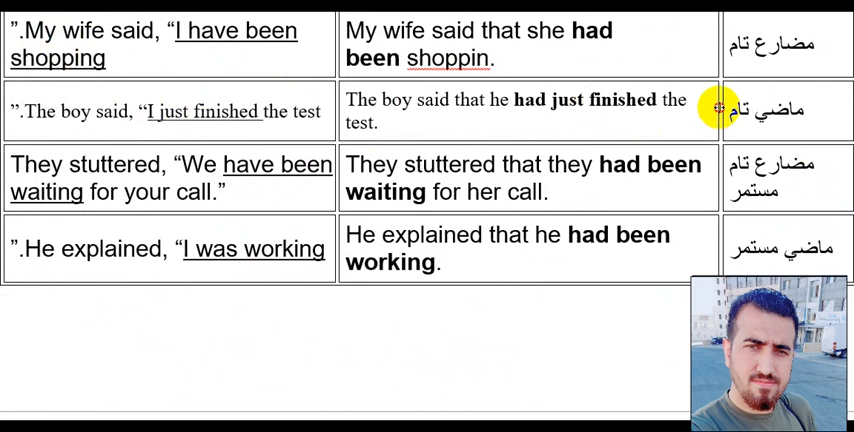 ”.My wife said, “I have been
shopping
My wife said that she had
been shoppin.
مضارع تام
”.The boy said, “I just finished the test
The boy said that he had just finished the
test.
ماضي تام
They stuttered, “We have been
waiting for your call.”
They stuttered that they had been
waiting for her call.
مضارع تام
مستمر
”.He explained, “I was working
He explained that he had been
working.
ماضي مستمر